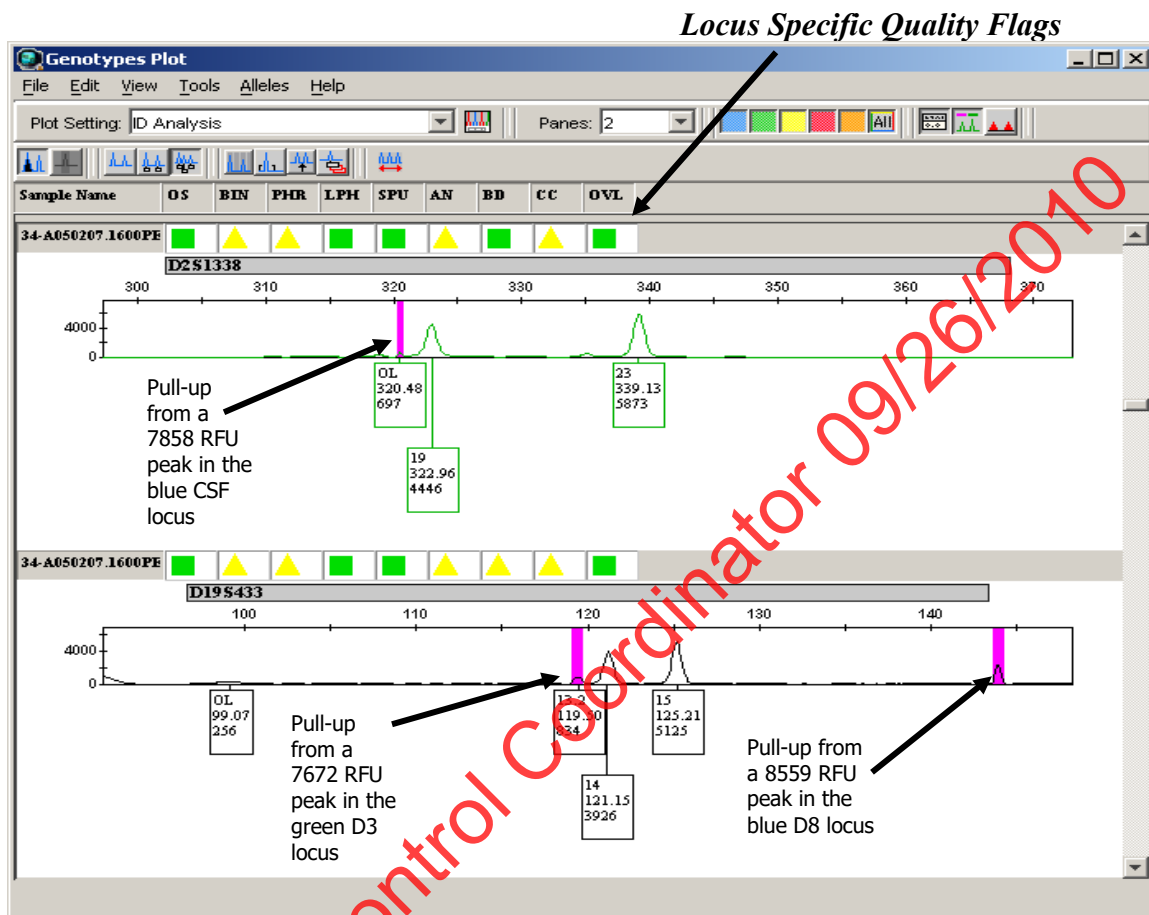 Locus Specific Quality Flags
Genotypes Plot
File Edit View Tools Alleles Help
Plot Setting: ID Analysis Panes: 2 All
Sample Name OS BIN PHR LPH SPU AN BD CC OVL
34-A050207.1600PE
D2S1338
300 310 320 330 340 350 360 370
4000
0
OL
320.48
697
23
339.13
5873
19
322.96
4446
Pull-up
from a
7858 RFU
peak in the
blue CSF
locus
34-A050207.1600PE
D19S433
100 110 120 130 140
4000
0
OL
99.07
256
13.2
119.50
834
15
125.21
5125
14
121.15
3926
Pull-up
from a
7672 RFU
peak in the
green D3
locus
Pull-up from
a 8559 RFU
peak in the
blue D8 locus
ontrol Coordinator 09/26/2010